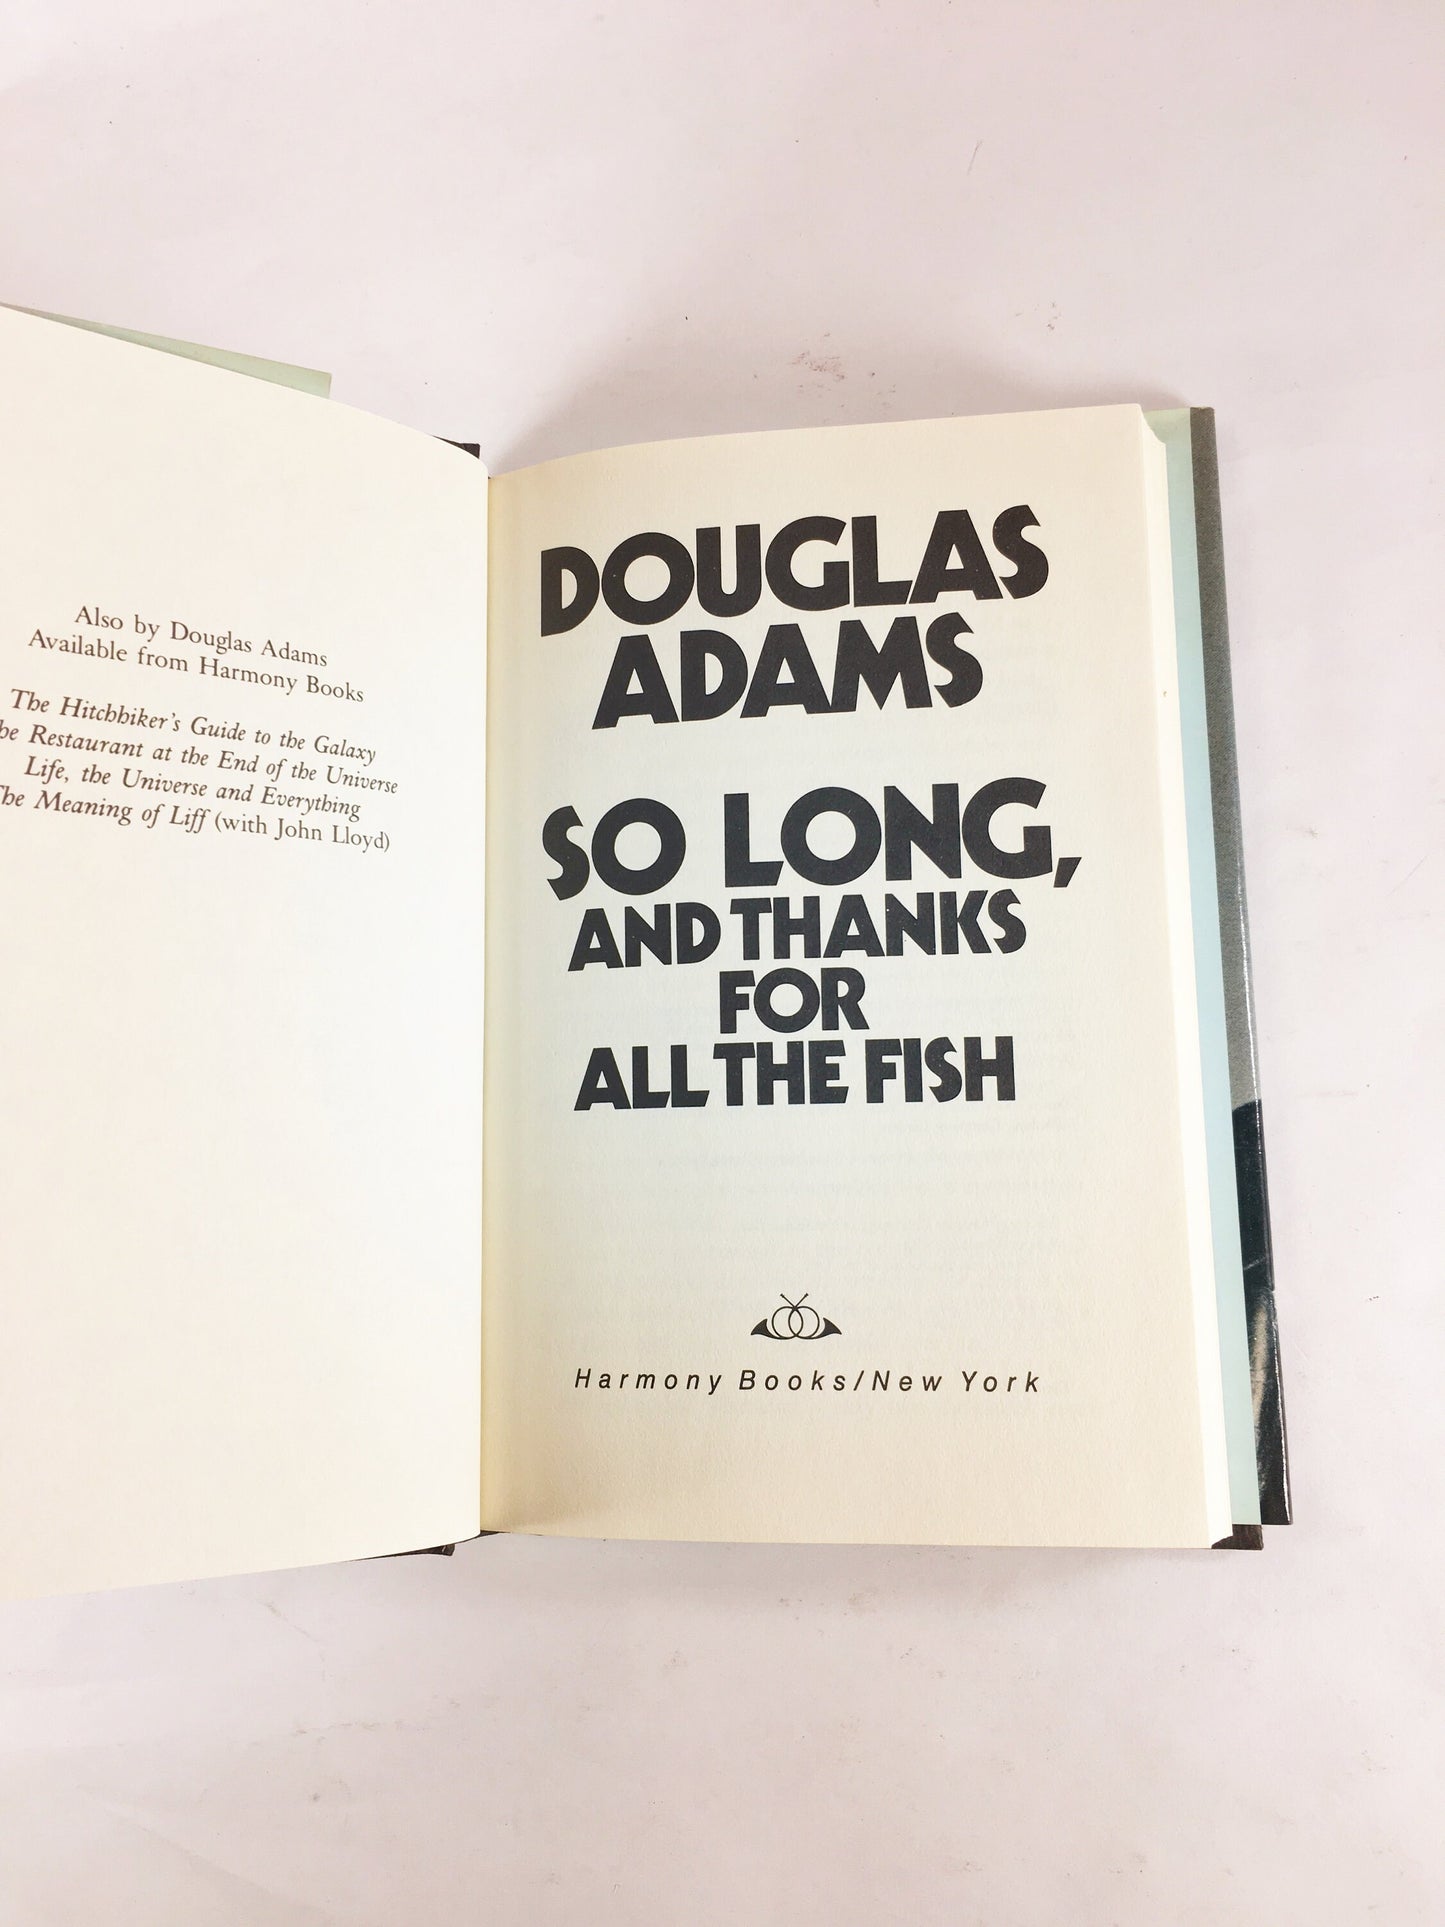 Also by Douglas Adams
Available from Harmony Books
The Hitchhiker's Guide to the Galaxy
Restaurant at the End of the Universe
Life, the Universe and Everything
Meaning of Liff (with John Lloyd)
DOUGLAS
ADAMS
SO LONG,
AND THANKS
FOR
ALL THE FISH
Harmony Books/New York